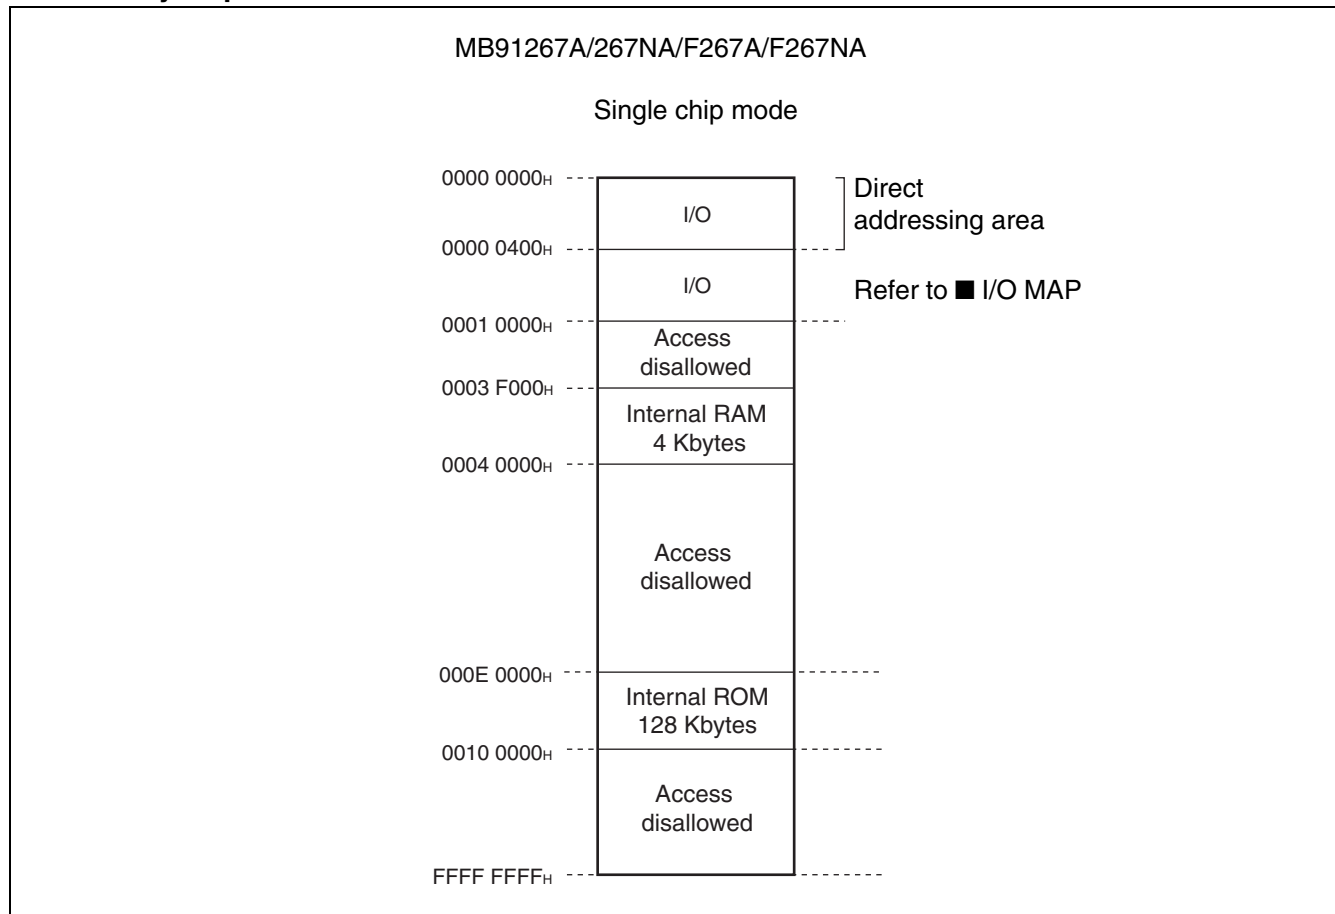 MB91267A/267NA/F267A/F267NA
Single chip mode
0000 0000H
I/O
Direct
addressing area
0000 0400H
I/O
Refer to ■ I/O MAP
0001 0000H
Access
disallowed
0003 F000H
Internal RAM
4 Kbytes
0004 0000H
Access
disallowed
000E 0000H
Internal ROM
128 Kbytes
0010 0000H
Access
disallowed
FFFF FFFFH